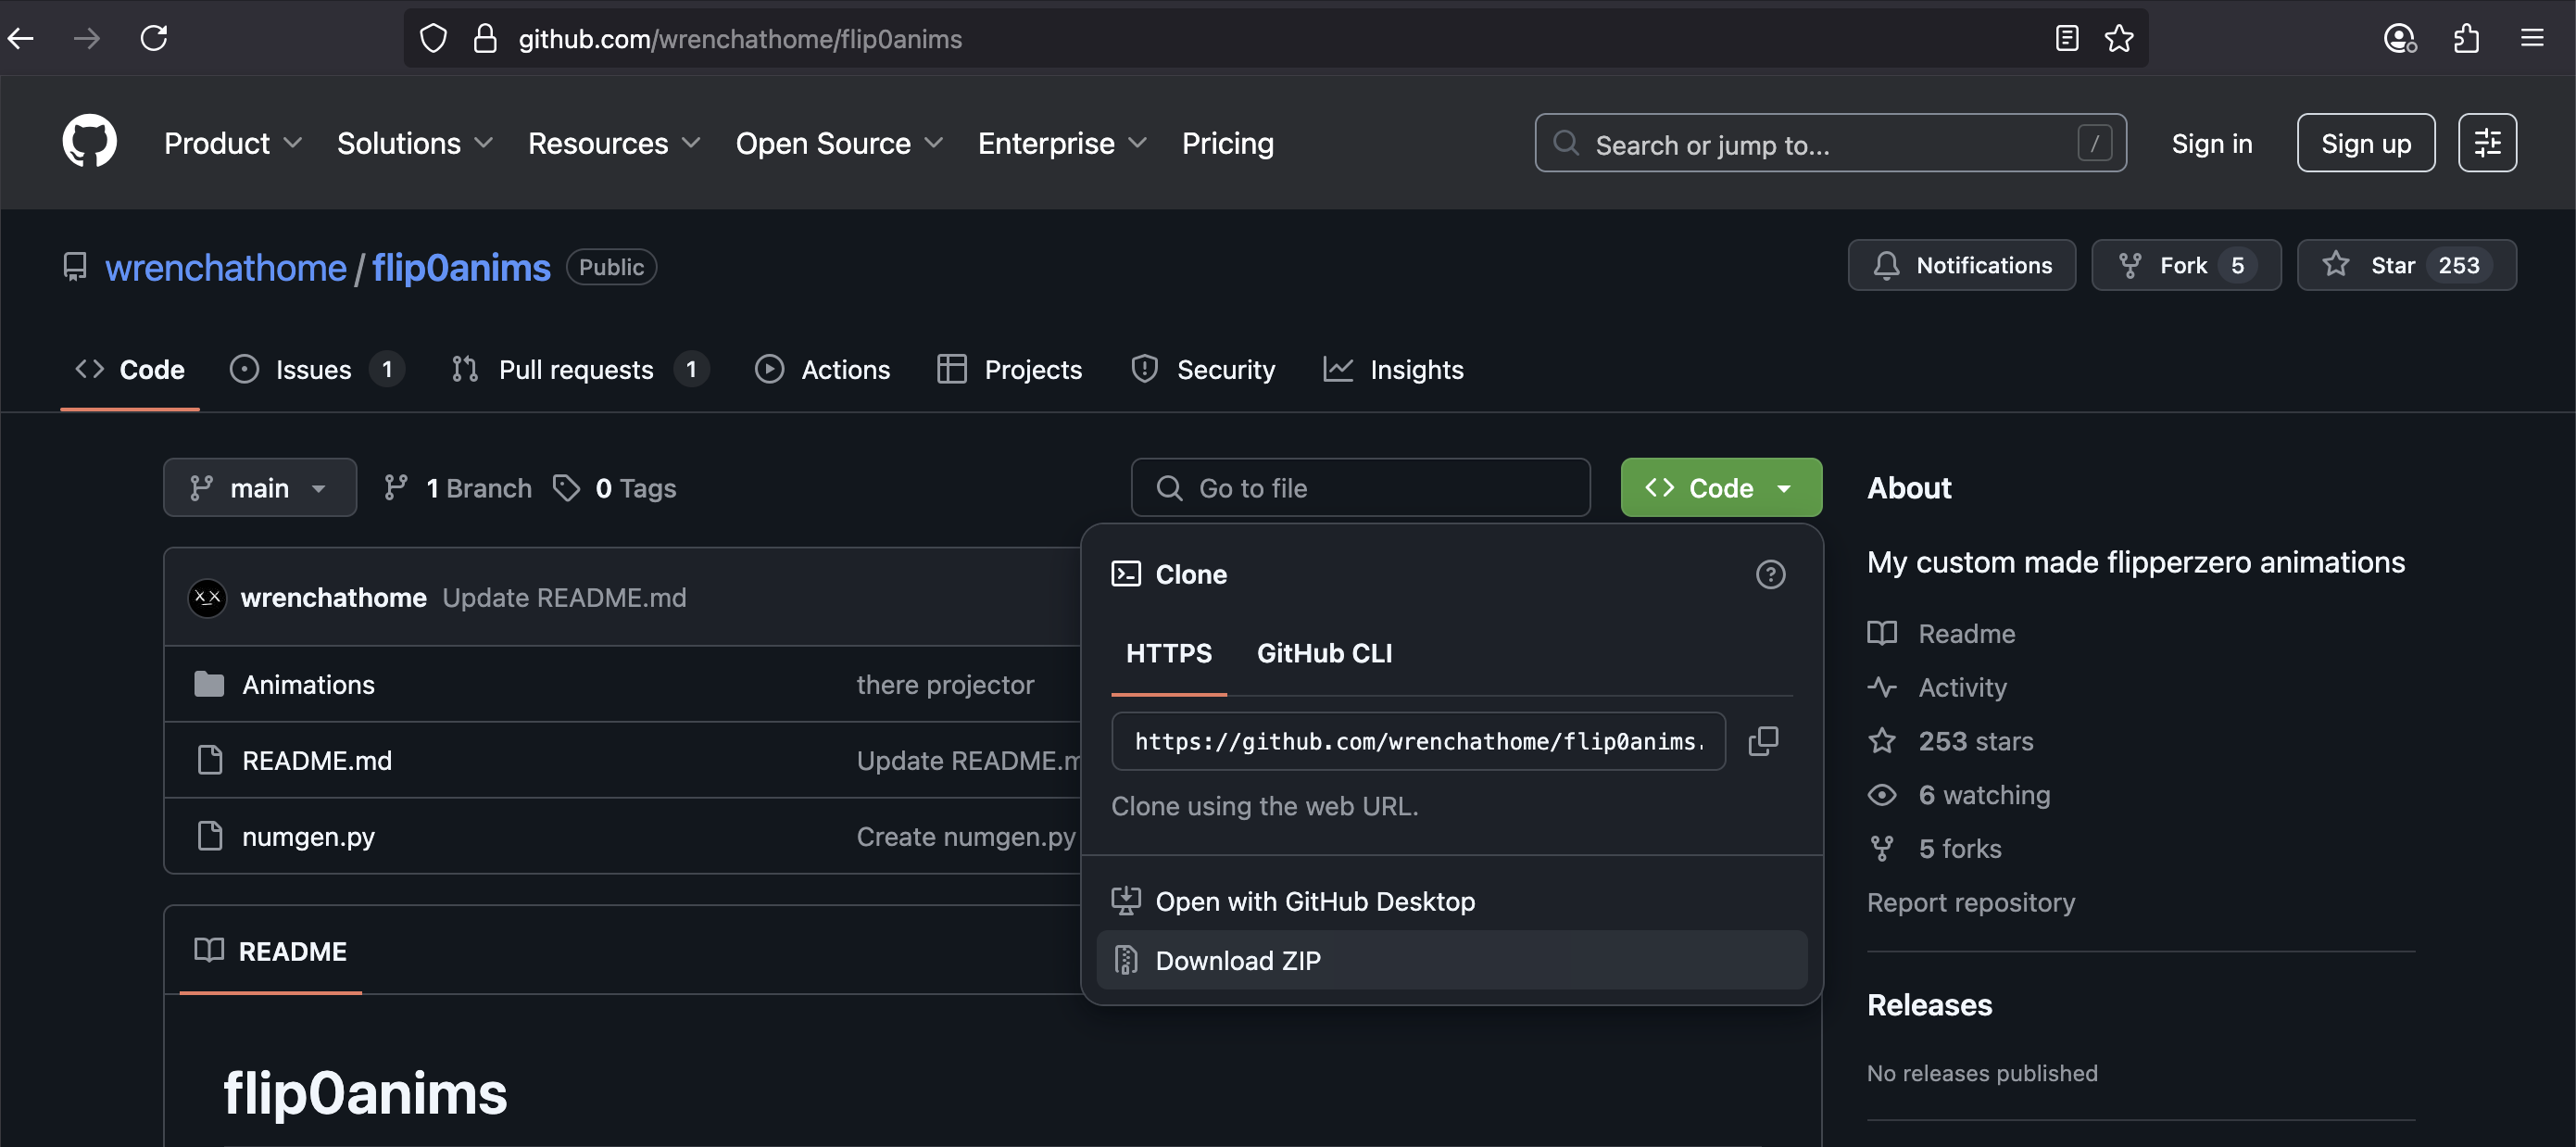 github.com/wrenchathome/flip0anims
Product Solutions Resources Open Source Enterprise Pricing Search or jump to... / Sign in Sign up
wrenchathome / flip0anims Public Notifications Fork 5 Star 253
Code Issues 1 Pull requests 1 Actions Projects Security Insights
main 1 Branch 0 Tags Go to file Code
wrenchathome Update README.md
Animations there projector
README.md Update README.m
numgen.py Create numgen.py
Clone
HTTPS GitHub CLI
https://github.com/wrenchathome/flip0anims.
Clone using the web URL.
Open with GitHub Desktop
Download ZIP
README
flip0anims
About
My custom made flipperzero animations
Readme
Activity
253 stars
6 watching
5 forks
Report repository
Releases
No releases published